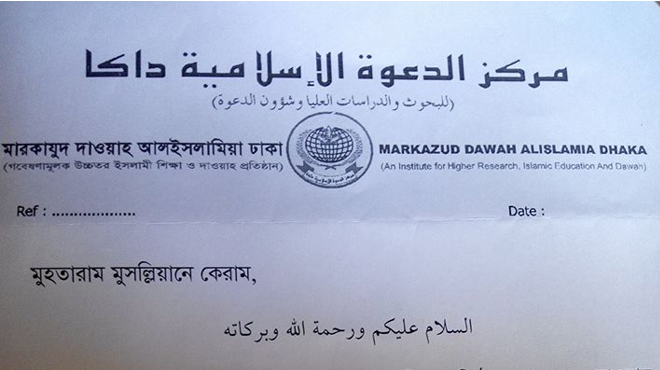 مركز الدعوة الإسلامية داكا
(للبحوث والدراسات العليا وشؤون الدعوة)
মারকাযুদ দাওয়াহ আলইসলামিয়া ঢাকা
(গবেষণামূলক উচ্চতর ইসলামী শিক্ষা ও দাওয়াহ প্রতিষ্ঠান)
MARKAZUD DAWAH ALISLAMIA DHAKA
(An Institute for Higher Research, Islamic Education And Dawah)
Ref : ...................
Date :
মুহতারাম মুসল্লিয়ানে কেরাম,
السلام عليكم ورحمة الله وبركاته